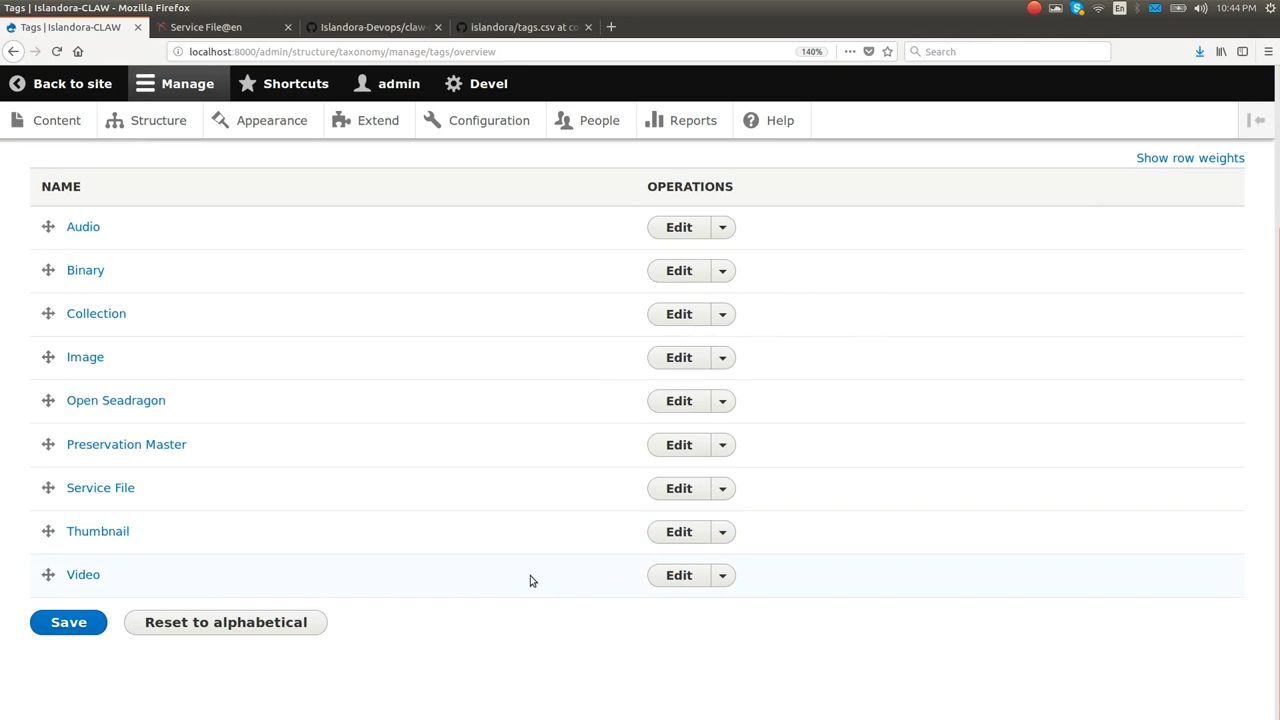 Tags | Islandora-CLAW - Mozilla Firefox
En
10:44 PM
Tags | Islandora-CLAW
Service File@en
Islandora-Devops/claw-
islandora/tags.csv at co
localhost:8000/admin/structure/taxonomy/manage/tags/overview
140%
Search
Back to site
Manage
Shortcuts
admin
Devel
Content
Structure
Appearance
Extend
Configuration
People
Reports
Help
Show row weights
NAME
OPERATIONS
Audio
Edit
Binary
Edit
Collection
Edit
Image
Edit
Open Seadragon
Edit
Preservation Master
Edit
Service File
Edit
Thumbnail
Edit
Video
Edit
Save
Reset to alphabetical